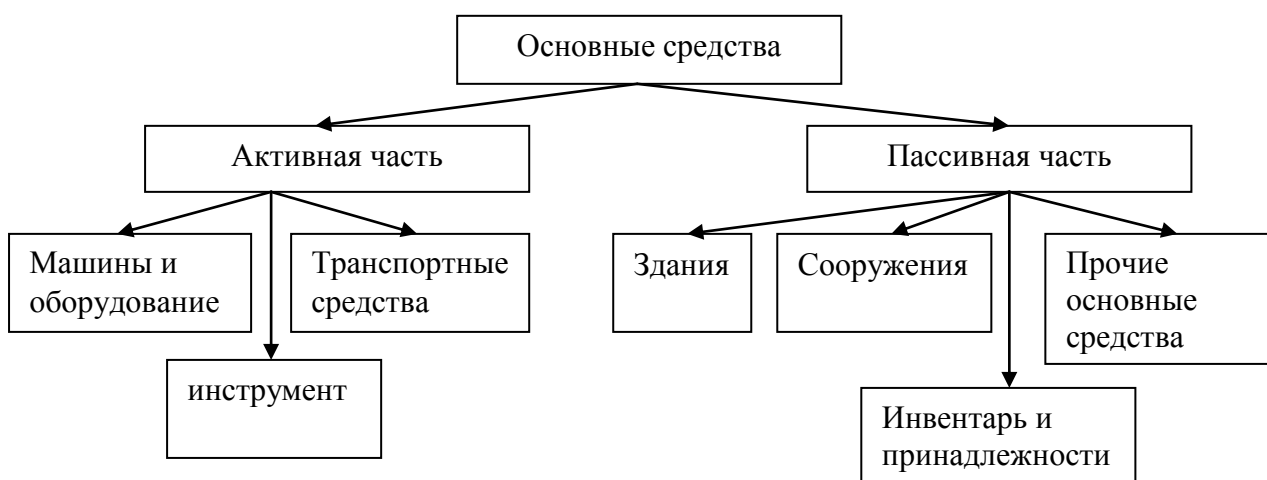 Основные средства
Активная часть
Пассивная часть
Машины и
оборудование
Транспортные
средства
Здания
Сооружения
Прочие
основные
средства
инструмент
Инвентарь и
принадлежности